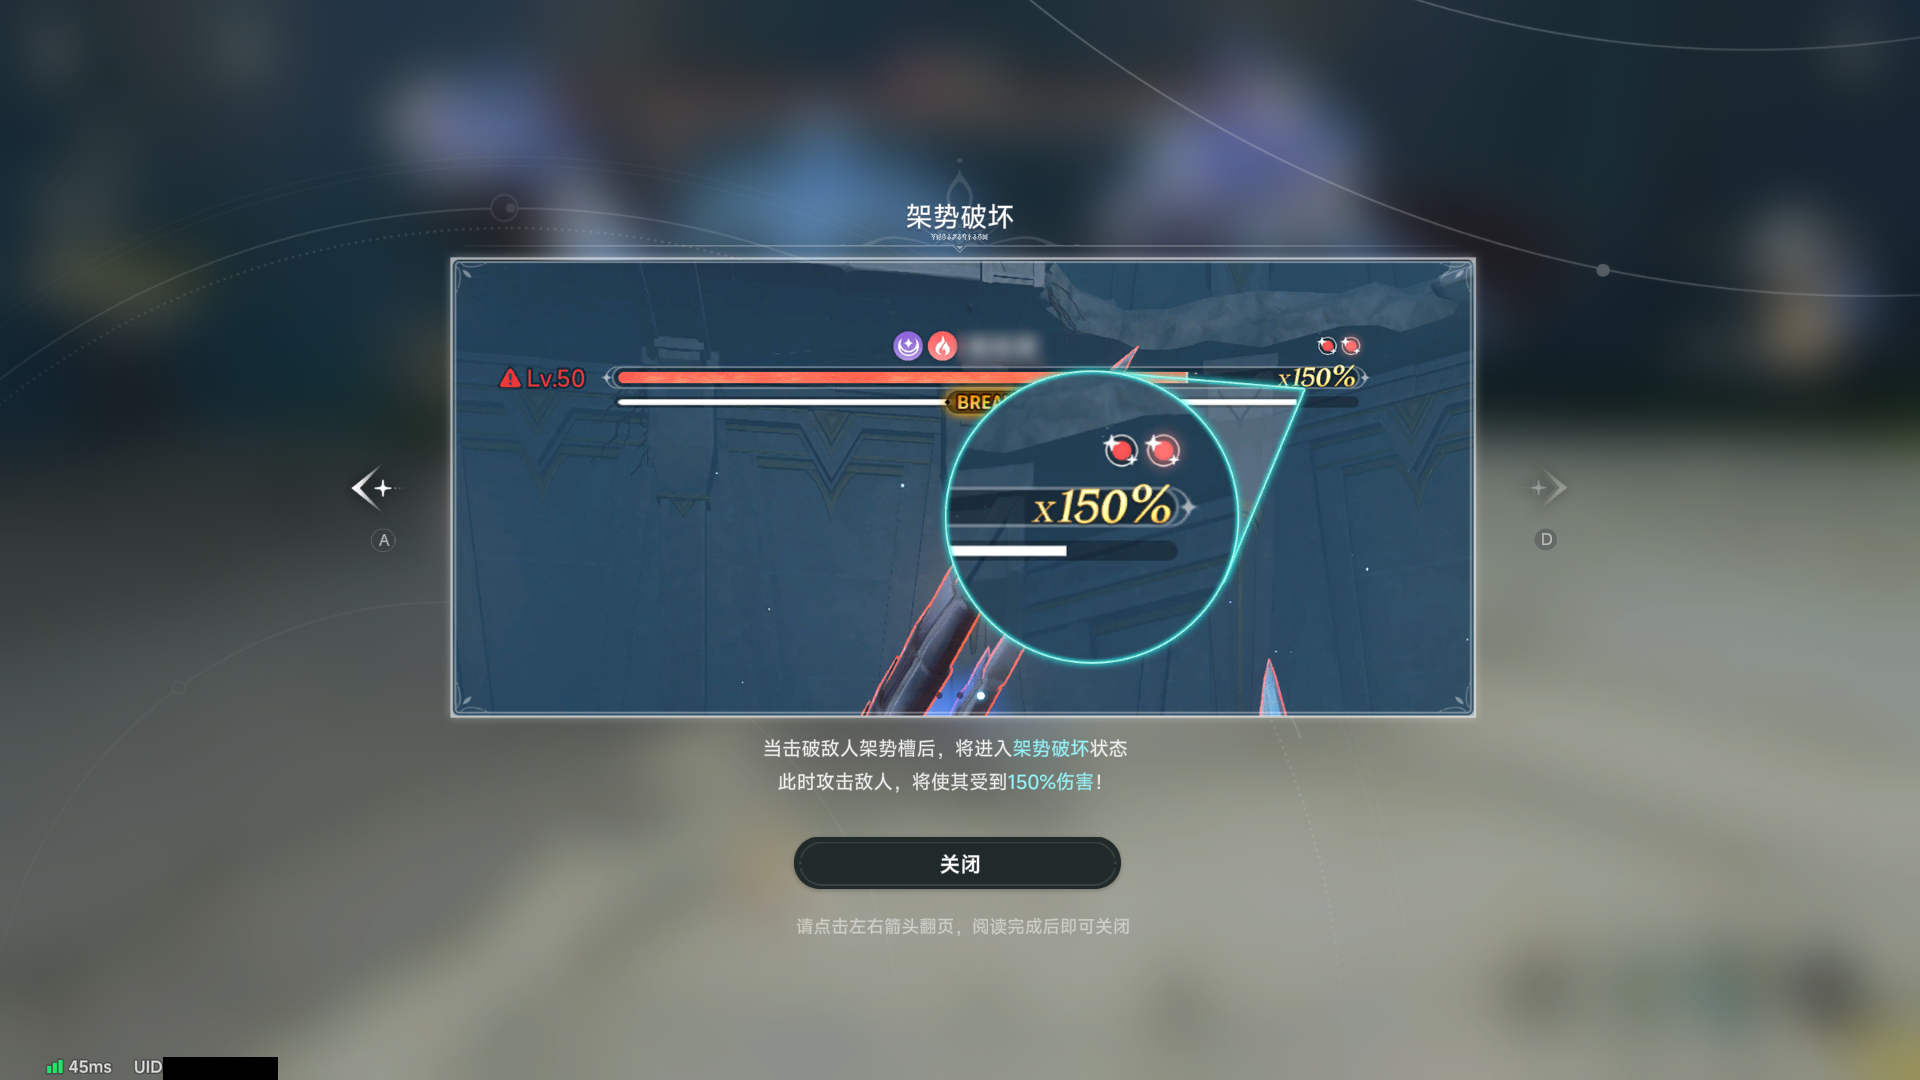 架势破坏
Lv.50
x150%
BREA
x150%
A
D
当击破敌人架势槽后，将进入架势破坏状态
此时攻击敌人，将使其受到150%伤害！
关闭
请点击左右箭头翻页，阅读完成后即可关闭
45ms UID